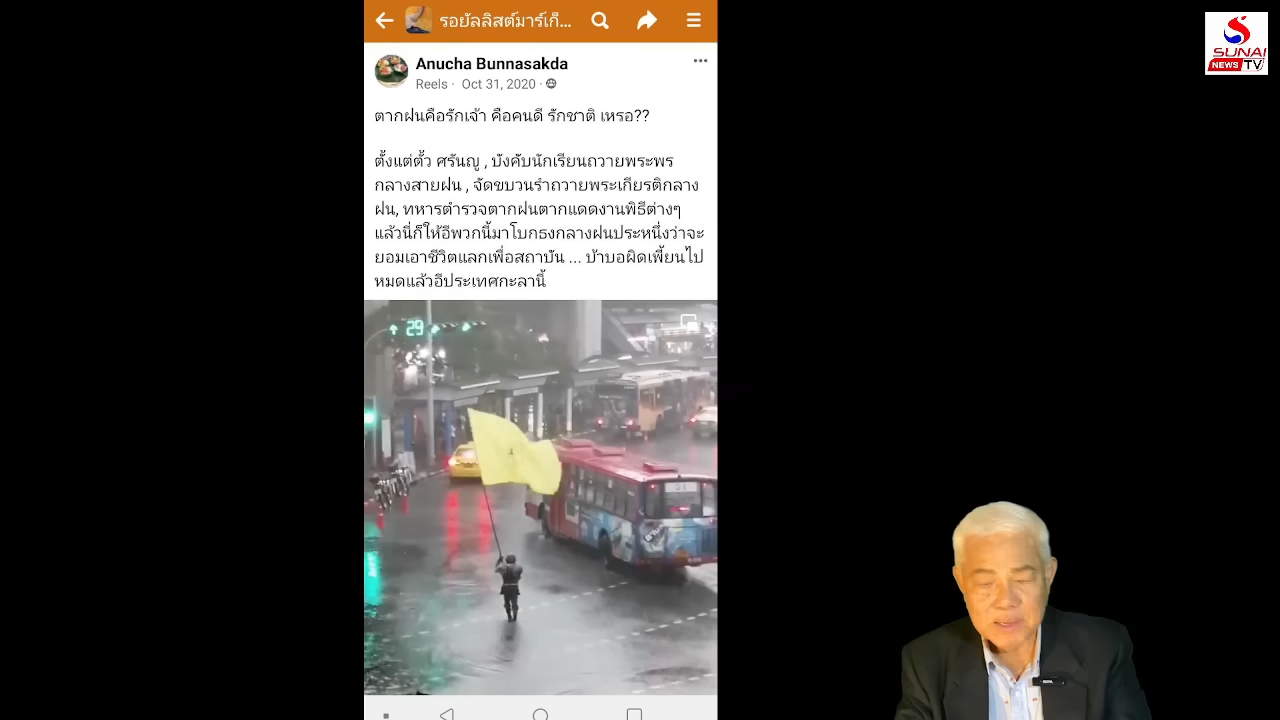 รอยัลลิสต์มาร์เก็...
SUNAI
NEWS TV
Anucha Bunnasakda
Reels · Oct 31, 2020 ·
ตากฝนคือรักเจ้า คือคนดี รักชาติ เหรอ??
ตั้งแต่ตั้ว ศรันญู , บังคับนักเรียนถวายพระพร
กลางสายฝน , จัดขบวนรำถวายพระเกียรติกลาง
ฝน, ทหารตำรวจตากฝนตากแดดงานพิธีต่างๆ
แล้วนี่ก็ให้อีพวกนี้มาโบกธงกลางฝนประหนึ่งว่าจะ
ยอมเอาชีวิตแลกเพื่อสถาบัน ... บ้าบอผิดเพี้ยนไป
หมดแล้วอีประเทศกะลานี้
29